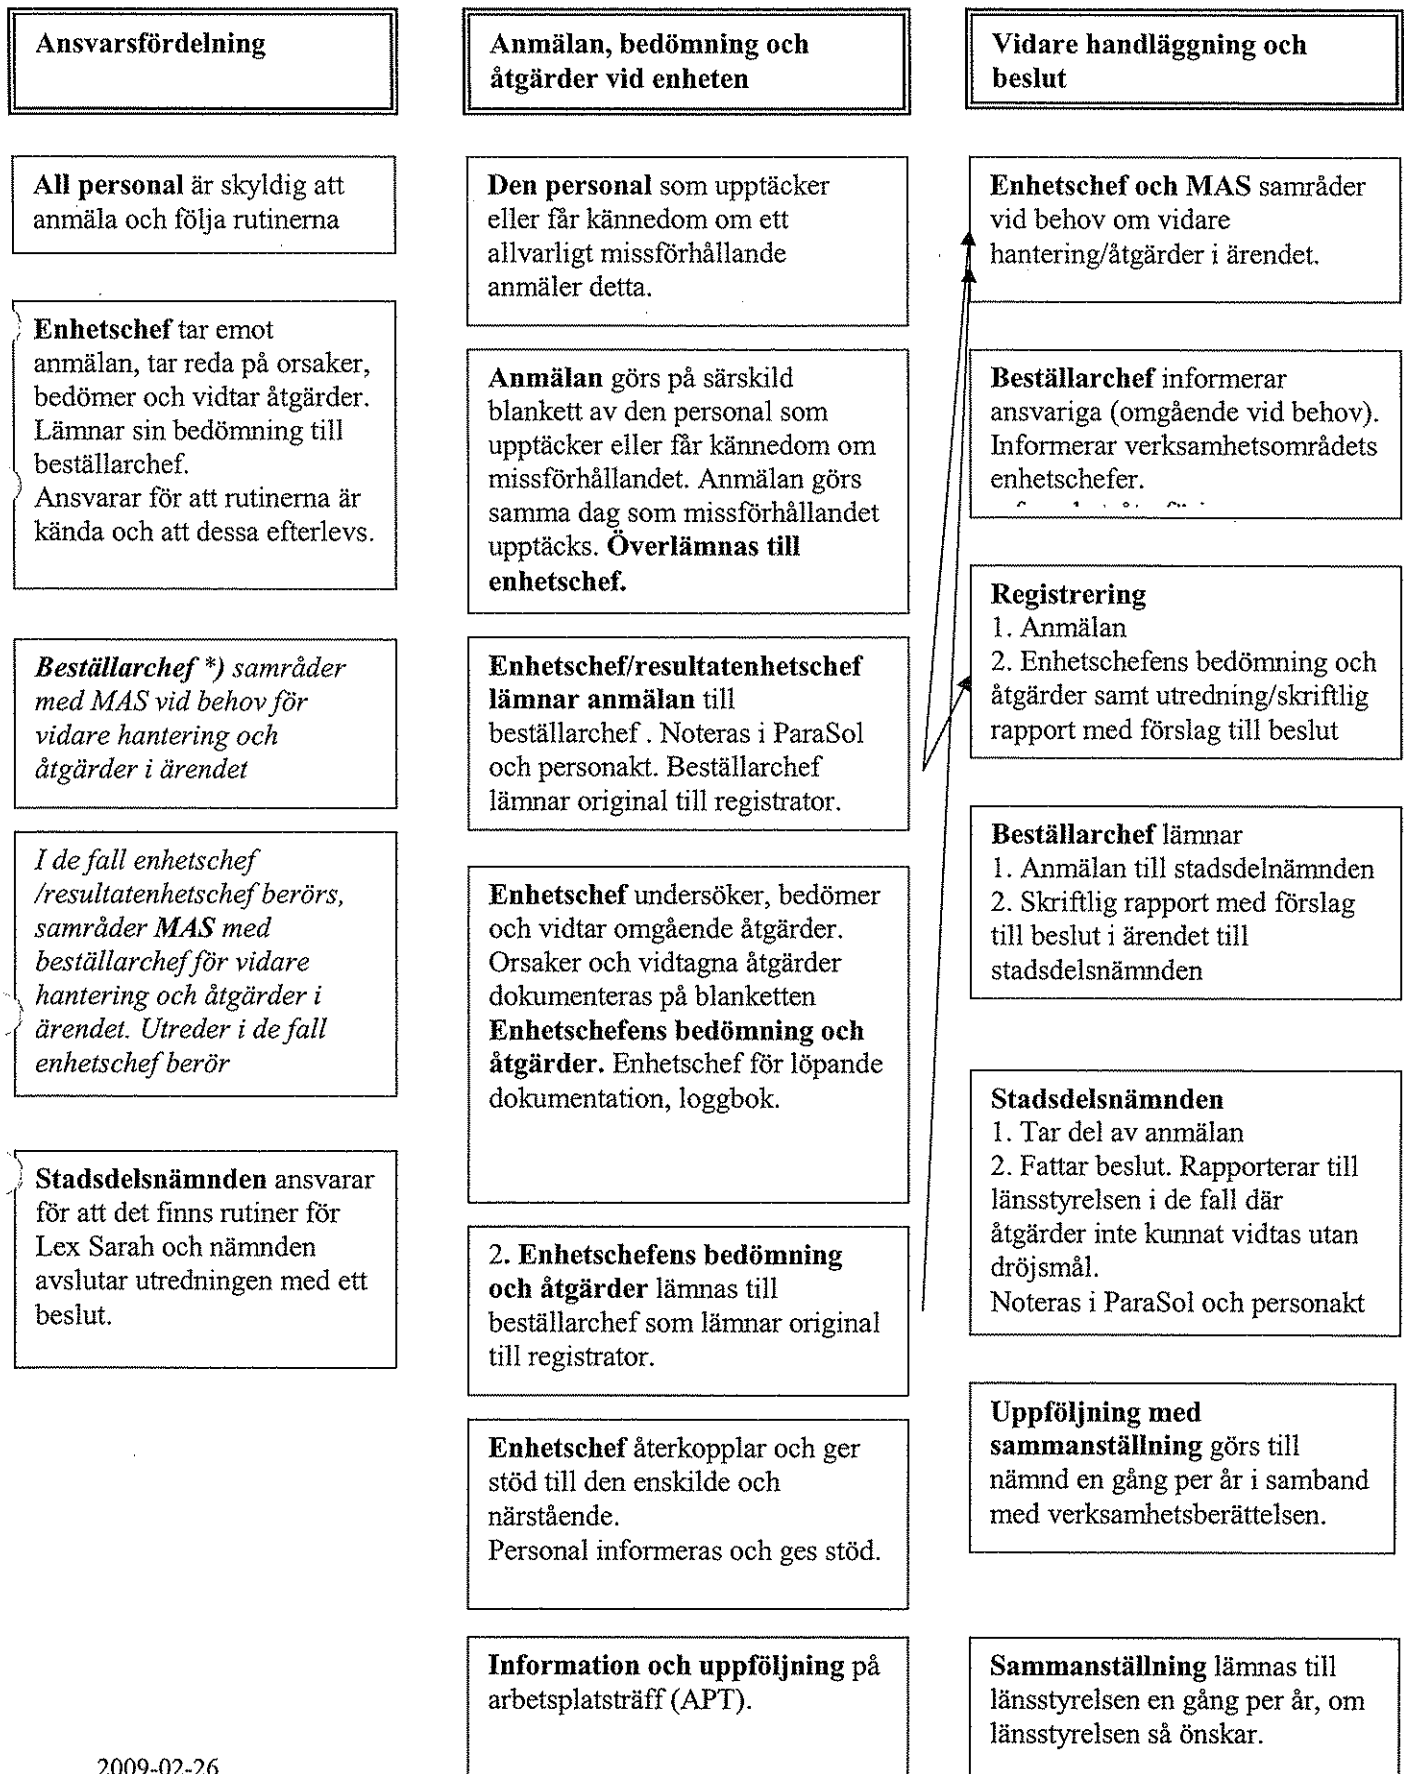 Ansvarsfördelning
All personal är skyldig att
anmäla och följa rutinerna
Enhetschef tar emot
anmälan, tar reda på orsaker,
bedömer och vidtar åtgärder.
Lämnar sin bedömning till
beställarchef.
Ansvarar för att rutinerna är
kända och att dessa efterlevs.
Beställarchef *) samråder
med MAS vid behov för
vidare hantering och
åtgärder i ärendet
I de fall enhetschef
/resultatenhetschef berörs,
samråder MAS med
beställarchef för vidare
hantering och åtgärder i
ärendet. Utreder i de fall
enhetschef berör
Stadsdelsnämnden ansvarar
för att det finns rutiner för
Lex Sarah och nämnden
avslutar utredningen med ett
beslut.
2009-02-26
Anmälan, bedömning och
åtgärder vid enheten
Den personal som upptäcker
eller får kännedom om ett
allvarligt missförhållande
anmäler detta.
Anmälan görs på särskild
blankett av den personal som
upptäcker eller får kännedom om
missförhållandet. Anmälan görs
samma dag som missförhållandet
upptäcks. Överlämnas till
enhetschef.
Enhetschef/resultatenhetschef
lämnar anmälan till
beställarchef . Noteras i ParaSol
och personakt. Beställarchef
lämnar original till registrator.
Enhetschef undersöker, bedömer
och vidtar omgående åtgärder.
Orsaker och vidtagna åtgärder
dokumenteras på blanketten
Enhetschefens bedömning och
åtgärder. Enhetschef för löpande
dokumentation, loggbok.
2. Enhetschefens bedömning
och åtgärder lämnas till
beställarchef som lämnar original
till registrator.
Enhetschef återkopplar och ger
stöd till den enskilde och
närstående.
Personal informeras och ges stöd.
Information och uppföljning på
arbetsplatsträff (APT).
Vidare handläggning och
beslut
Enhetschef och MAS samråder
vid behov om vidare
hantering/åtgärder i ärendet.
Beställarchef informerar
ansvariga (omgående vid behov).
Informerar verksamhetsområdets
enhetschefer.
Registrering
1. Anmälan
2. Enhetschefens bedömning och
åtgärder samt utredning/skriftlig
rapport med förslag till beslut
Beställarchef lämnar
1. Anmälan till stadsdelnämnden
2. Skriftlig rapport med förslag
till beslut i ärendet till
stadsdelsnämnden
Stadsdelsnämnden
1. Tar del av anmälan
2. Fattar beslut. Rapporterar till
länsstyrelsen i de fall där
åtgärder inte kunnat vidtas utan
dröjsmål.
Noteras i ParaSol och personakt
Uppföljning med
sammanställning görs till
nämnd en gång per år i samband
med verksamhetsberättelsen.
Sammanställning lämnas till
länsstyrelsen en gång per år, om
länsstyrelsen så önskar.